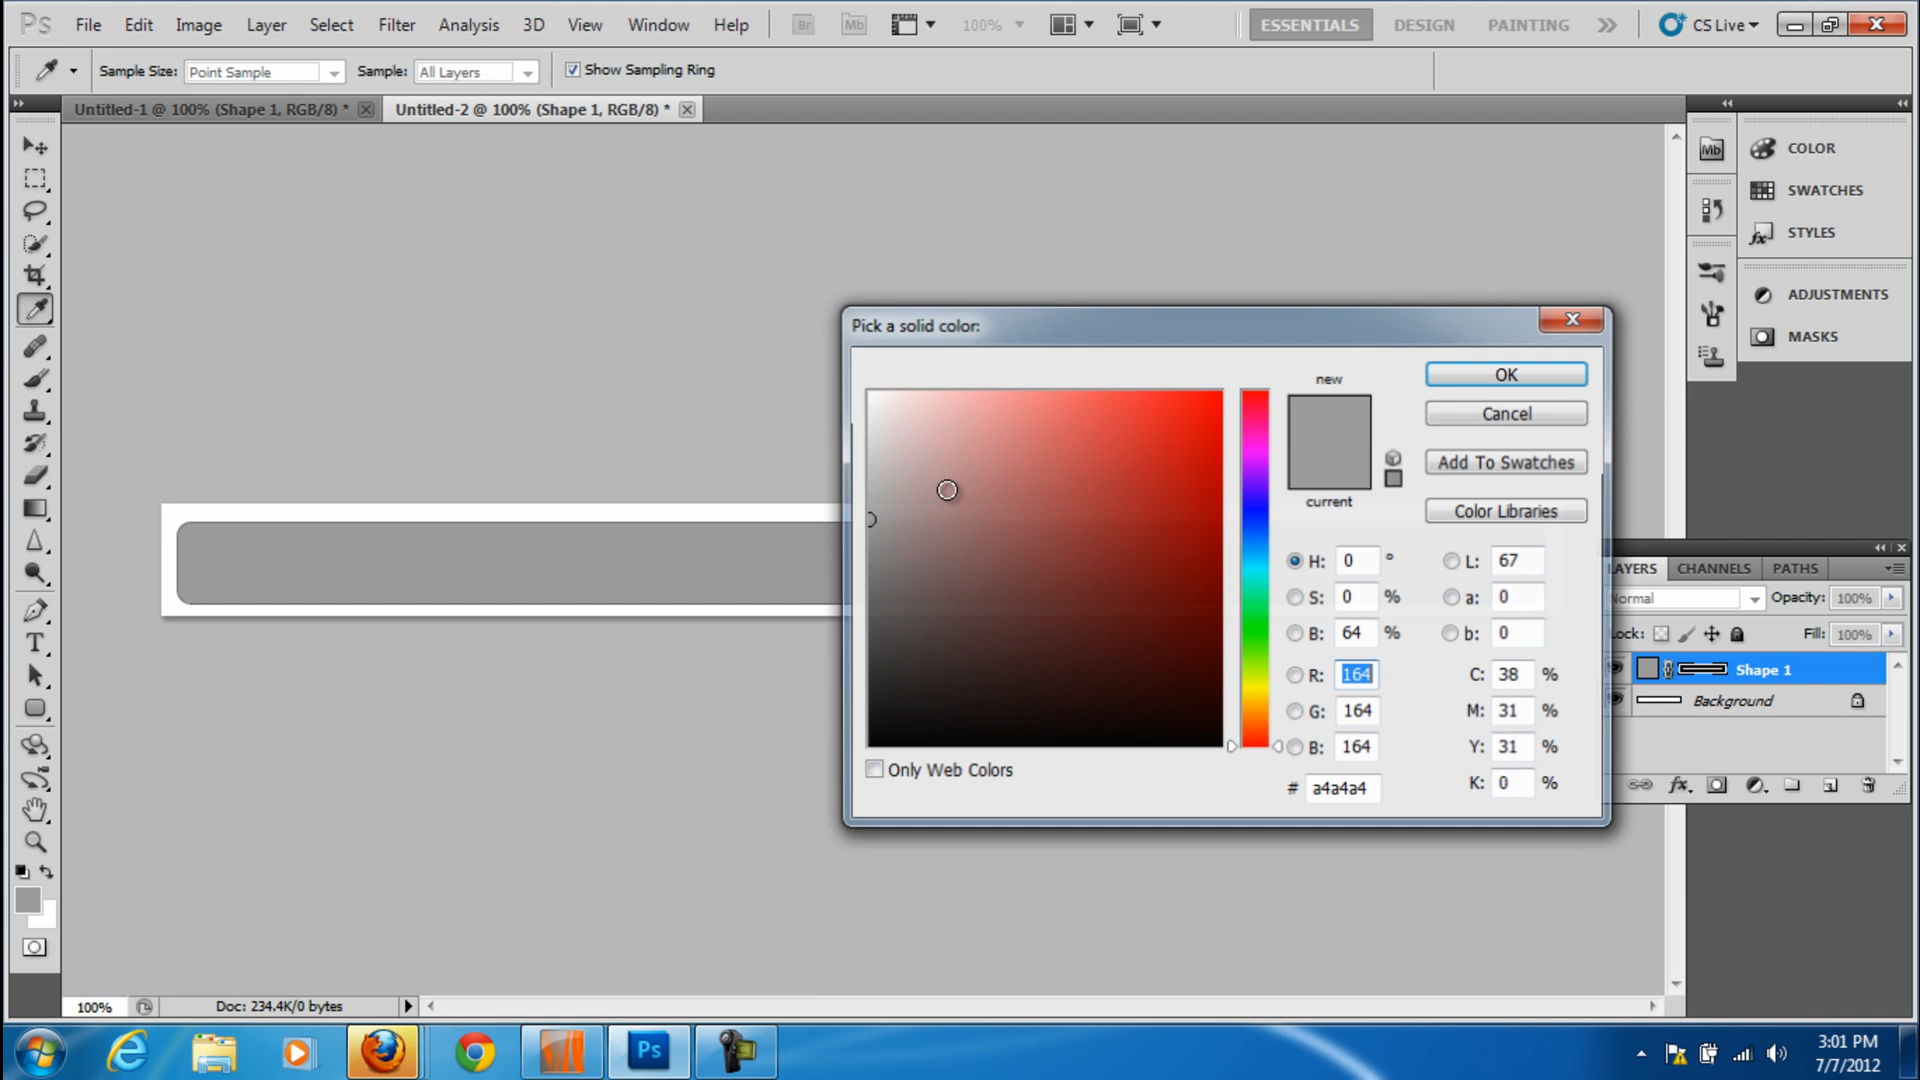 Ps File Edit Image Layer Select Filter Analysis 3D View Window Help Br Mb 100% ESSENTIALS DESIGN PAINTING CS Live
Sample Size: Point Sample Sample: All Layers Show Sampling Ring
Untitled-1 @ 100% (Shape 1, RGB/8) * Untitled-2 @ 100% (Shape 1, RGB/8) *
Mb COLOR
SWATCHES
STYLES
ADJUSTMENTS
MASKS
Pick a solid color:
new
current
OK
Cancel
Add To Swatches
Color Libraries
H: 0 ° L: 67
S: 0 % a: 0
B: 64 % b: 0
R: 164 C: 38 %
G: 164 M: 31 %
B: 164 Y: 31 %
# a4a4a4 K: 0 %
Only Web Colors
LAYERS CHANNELS PATHS
Normal Opacity: 100%
Lock: Fill: 100%
Shape 1
Background
fx
T
100% Doc: 234.4K/0 bytes
Ps
3:01 PM
7/7/2012